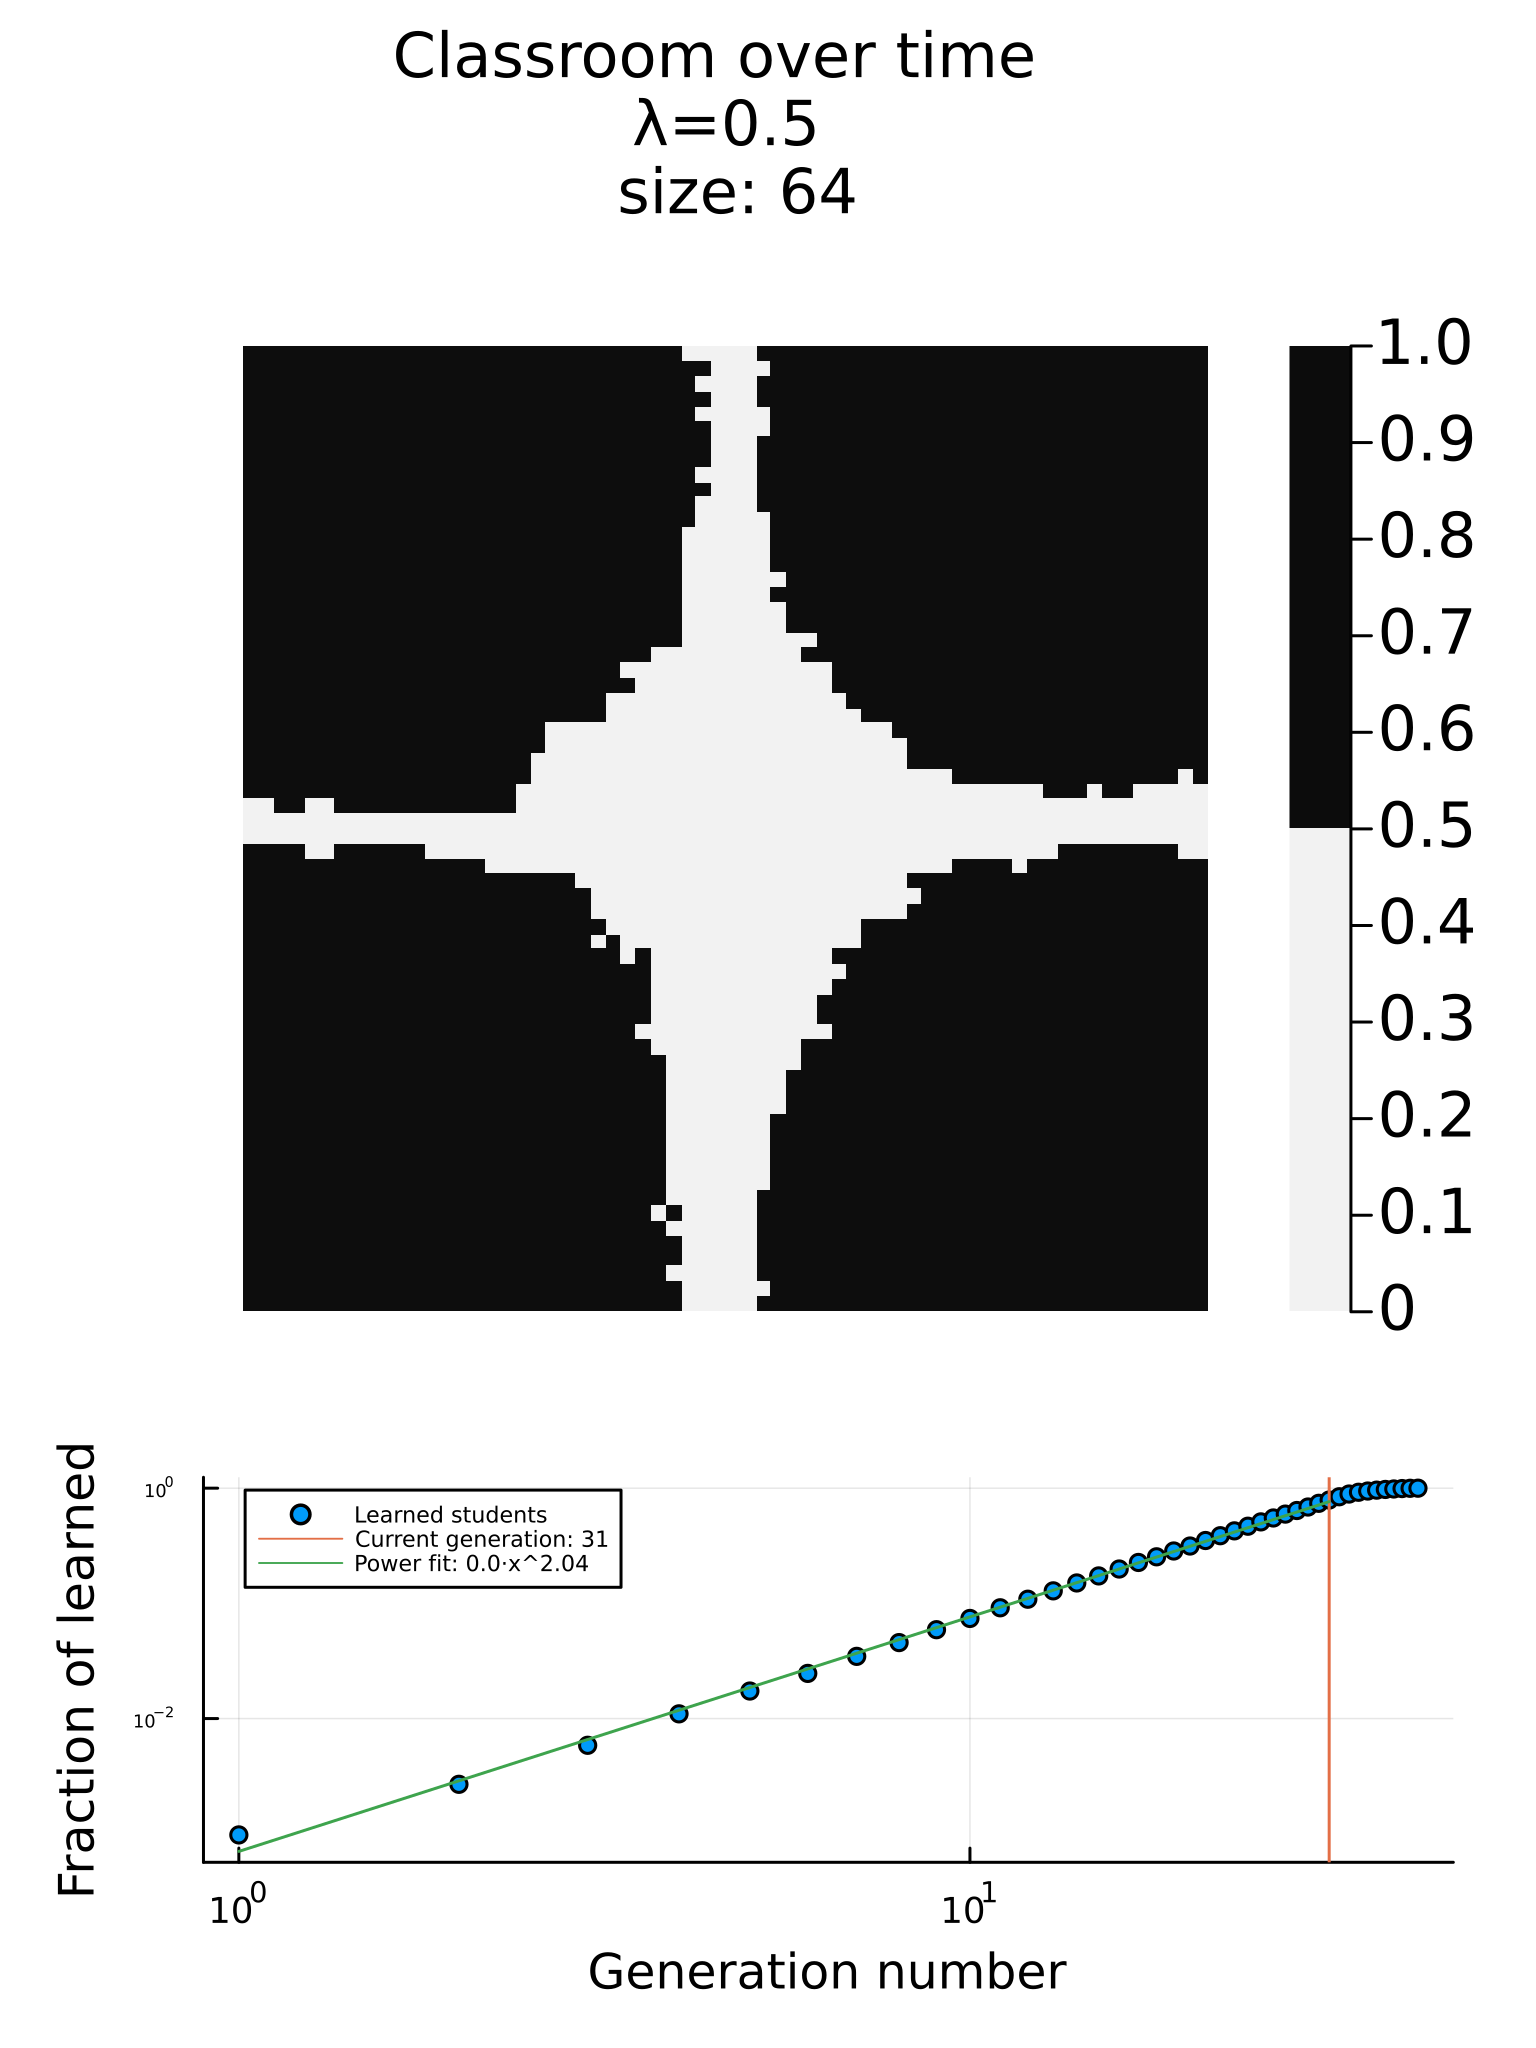 Classroom over time
λ=0.5
size: 64
1.0
0.9
0.8
0.7
0.6
0.5
0.4
0.3
0.2
0.1
0
Fraction of learned
10^0
10^-2
Learned students
Current generation: 31
Power fit: 0.0·x^2.04
10^0
10^1
Generation number